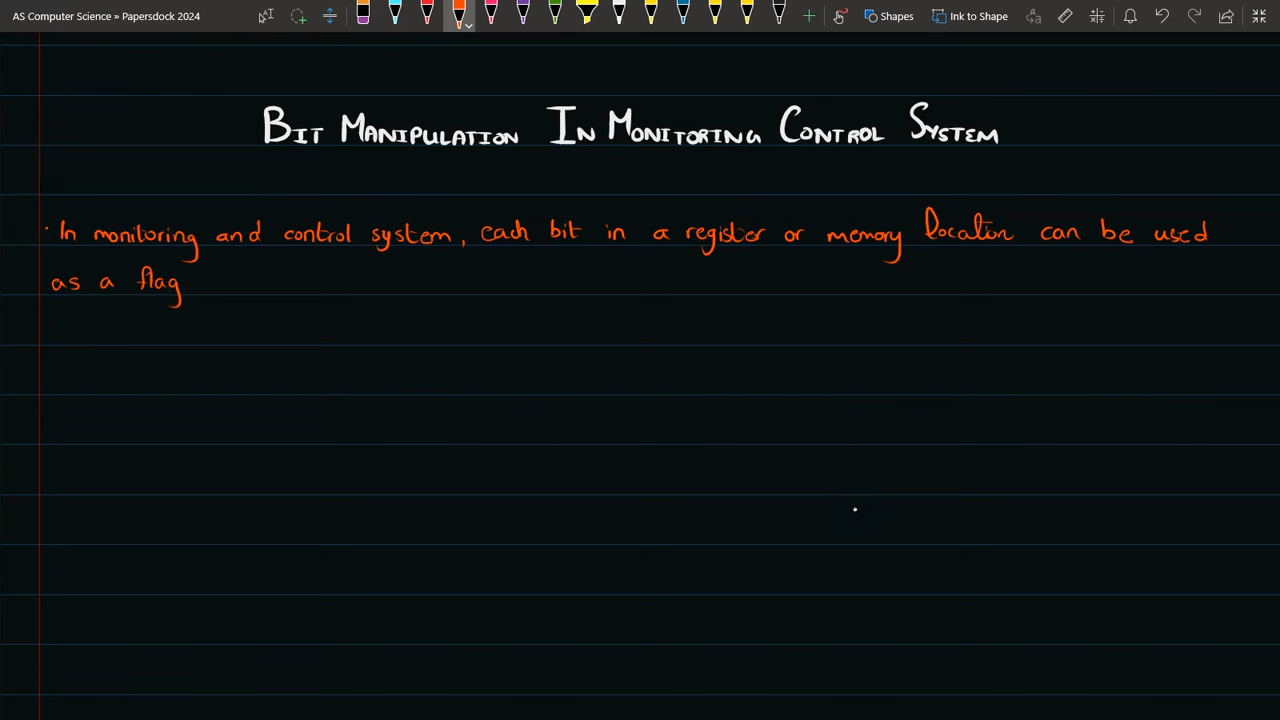 AS Computer Science » Papersdock 2024
Shapes
Ink to Shape
BIT MANIPULATION IN MONITORING CONTROL SYSTEM
· In monitoring and control system, each bit in a register or memory location can be used
as a flag